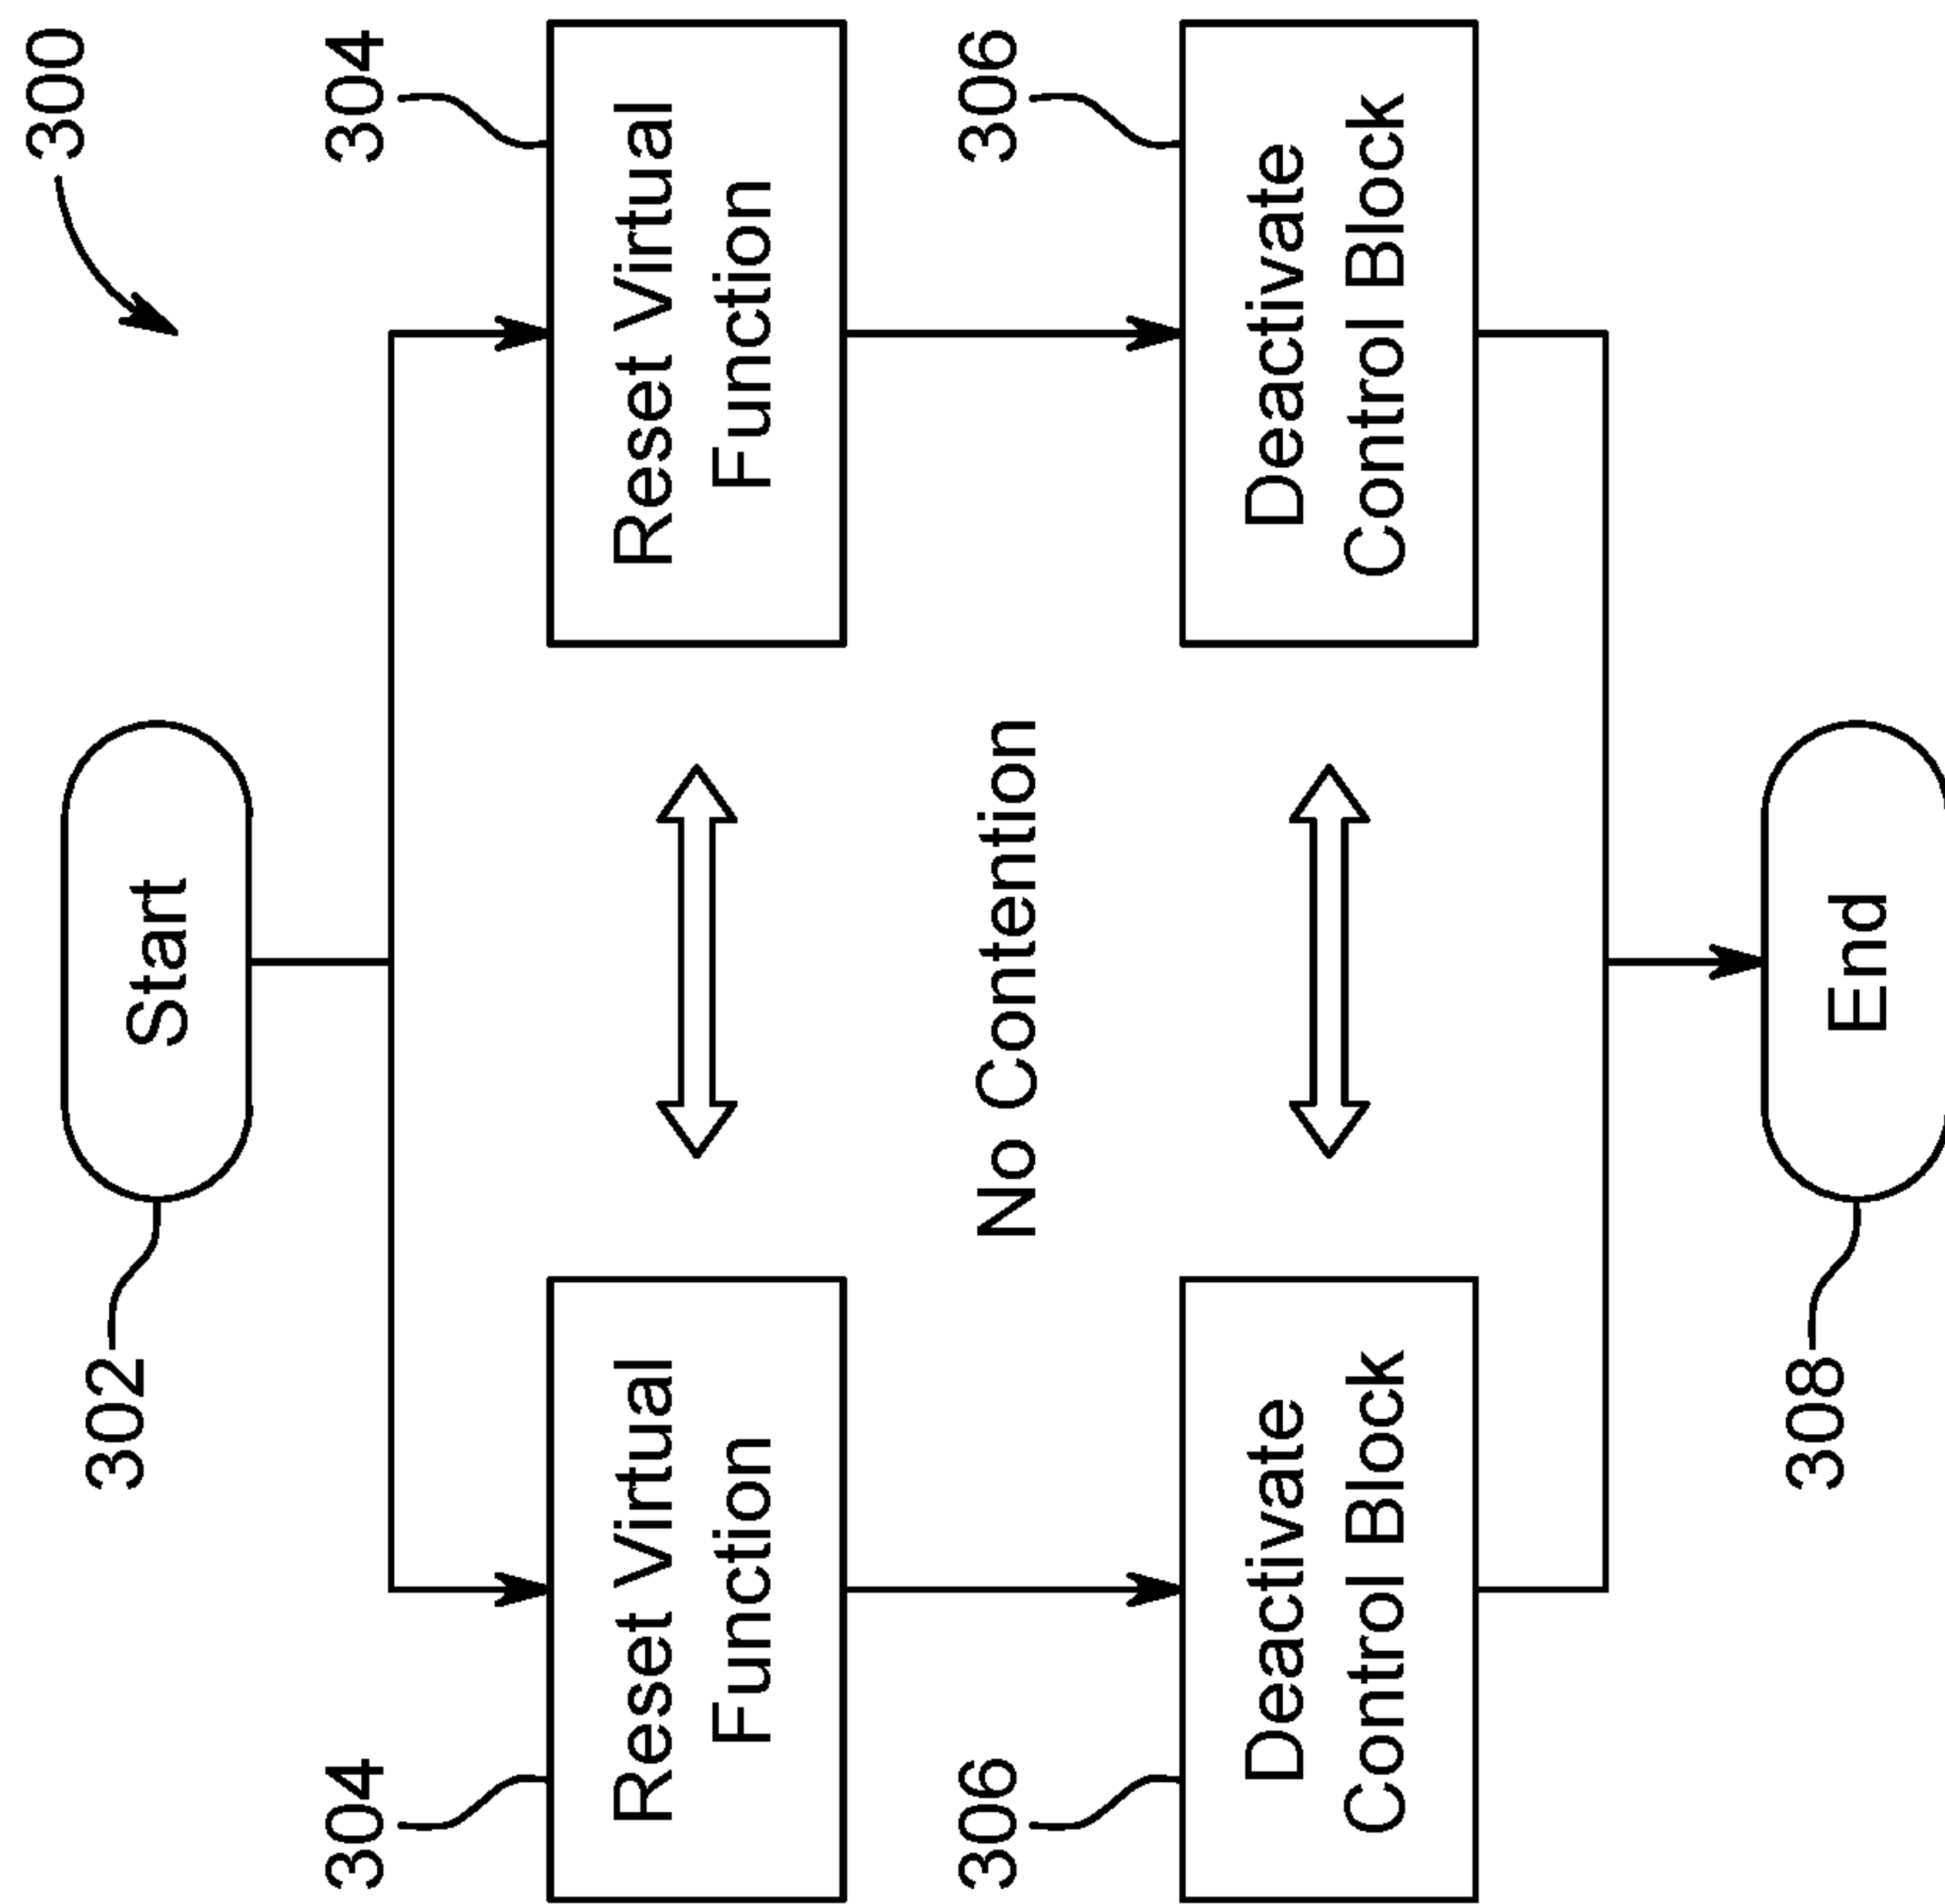 300
302
Start
304
304
Reset Virtual
Function
Reset Virtual
Function
306
No Contention
306
Deactivate
Control Block
Deactivate
Control Block
308
End